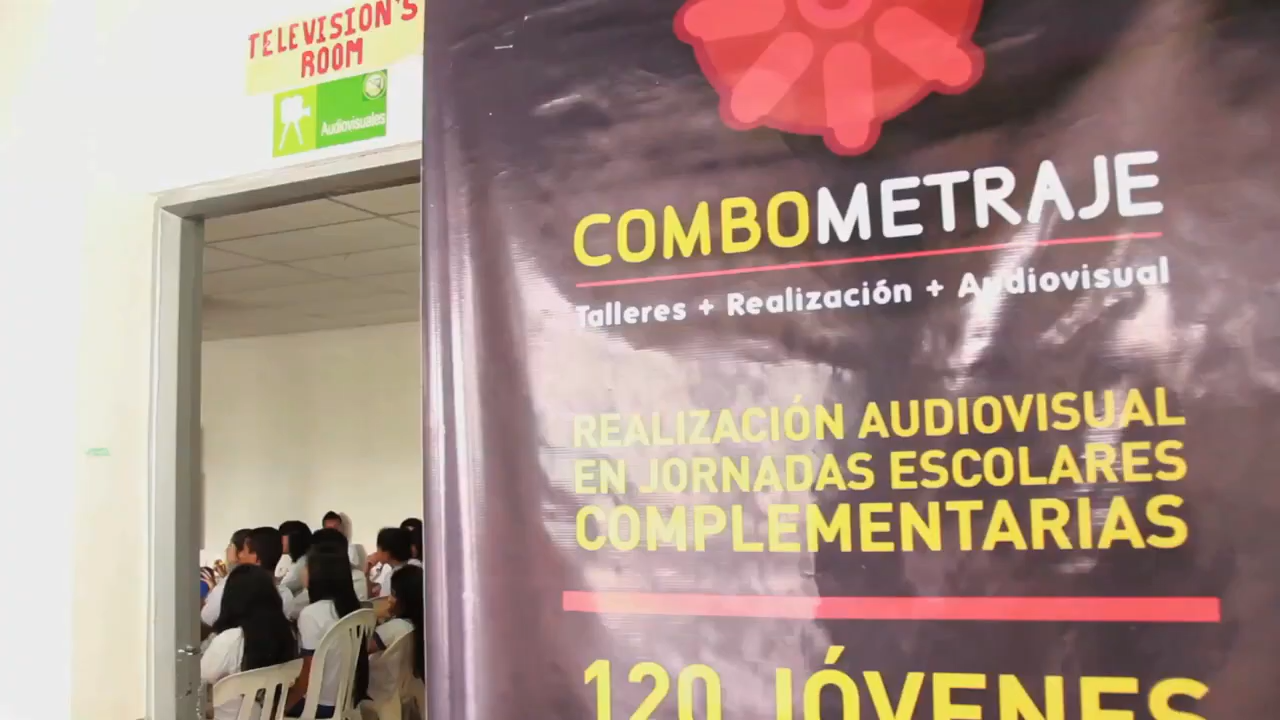 TELEVISION'S
ROOM
Audiovisuales
COMBOMETRAJE
Talleres + Realización + Audiovisual
REALIZACIÓN AUDIOVISUAL
EN JORNADAS ESCOLARES
COMPLEMENTARIAS
120 JÓVENES